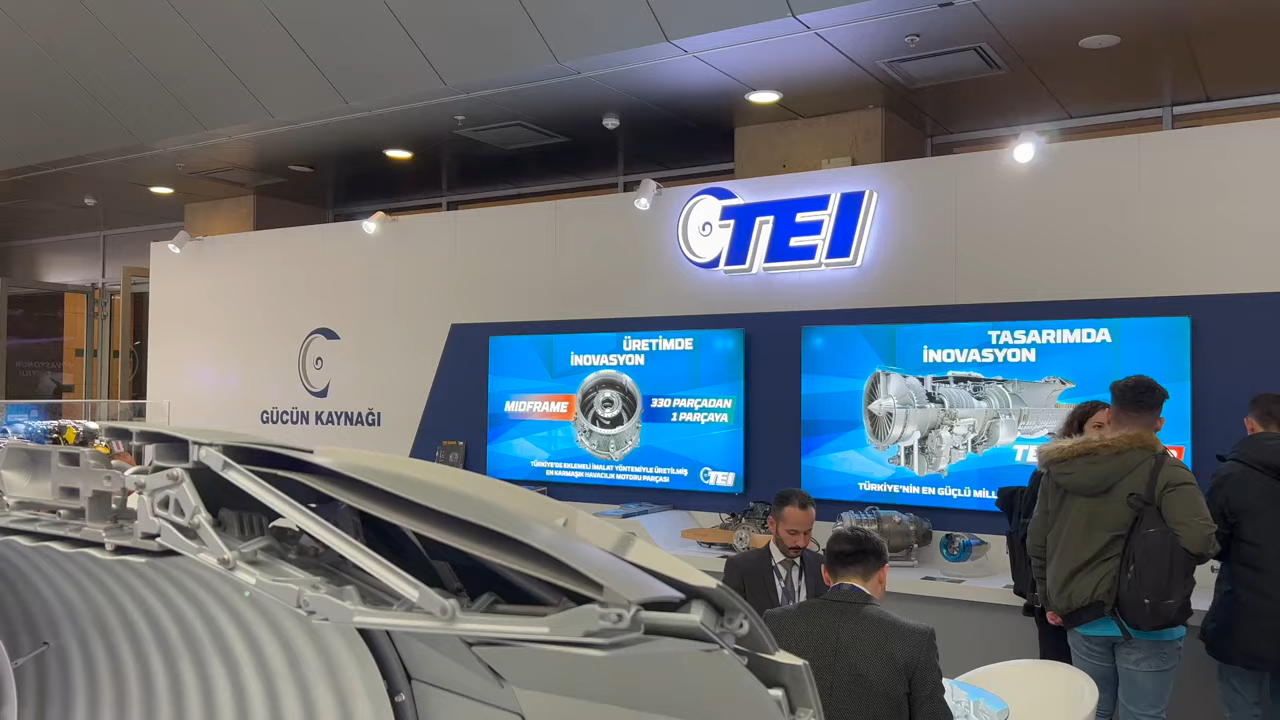 TEI
GÜCÜN KAYNAĞI
ÜRETİMDE
İNOVASYON
MIDFRAME
330 PARÇADAN
1 PARÇAYA
TÜRKİYE'DE EKLEMELİ İMALAT YÖNTEMİYLE ÜRETİLMİŞ
EN KARMAŞIK HAVACILIK MOTORU PARÇASI
TEI
TASARIMDA
İNOVASYON
TÜRKİYE'NİN EN GÜÇLÜ